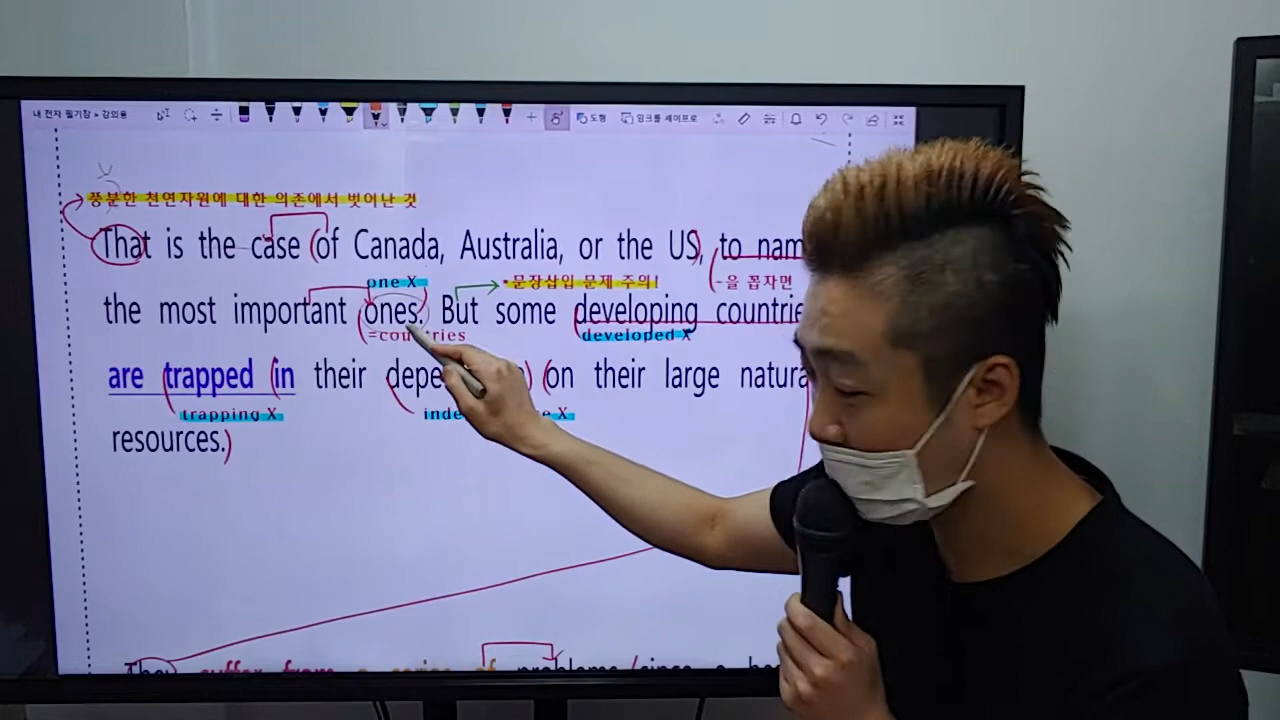 내 전자 필기장 > 강의용 도형 잉크를 셰이프로
풍분한 천연자원에 대한 의존에서 벗어난 것
That is the case (of Canada, Australia, or the US), to nam
one X 문장삽입 문제 주의! ~을 꼽자면
the most important (ones.) But some developing countrie
=countries developed X
are trapped (in their depe ) (on their large natura
trapping X inde e X
resources.)
They suffer from a series of problems (since a